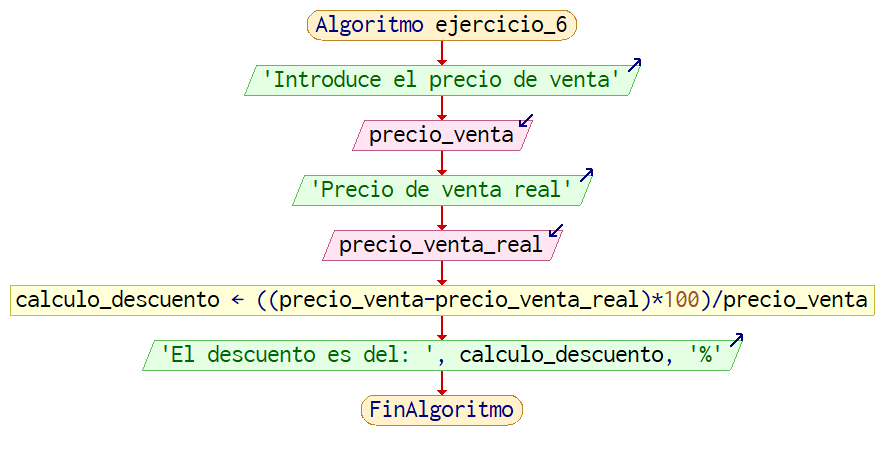 Algoritmo ejercicio_6
'Introduce el precio de venta'
precio_venta
'Precio de venta real'
precio_venta_real
calculo_descuento ← ((precio_venta-precio_venta_real)*100)/precio_venta
'El descuento es del: ', calculo_descuento, '%'
FinAlgoritmo